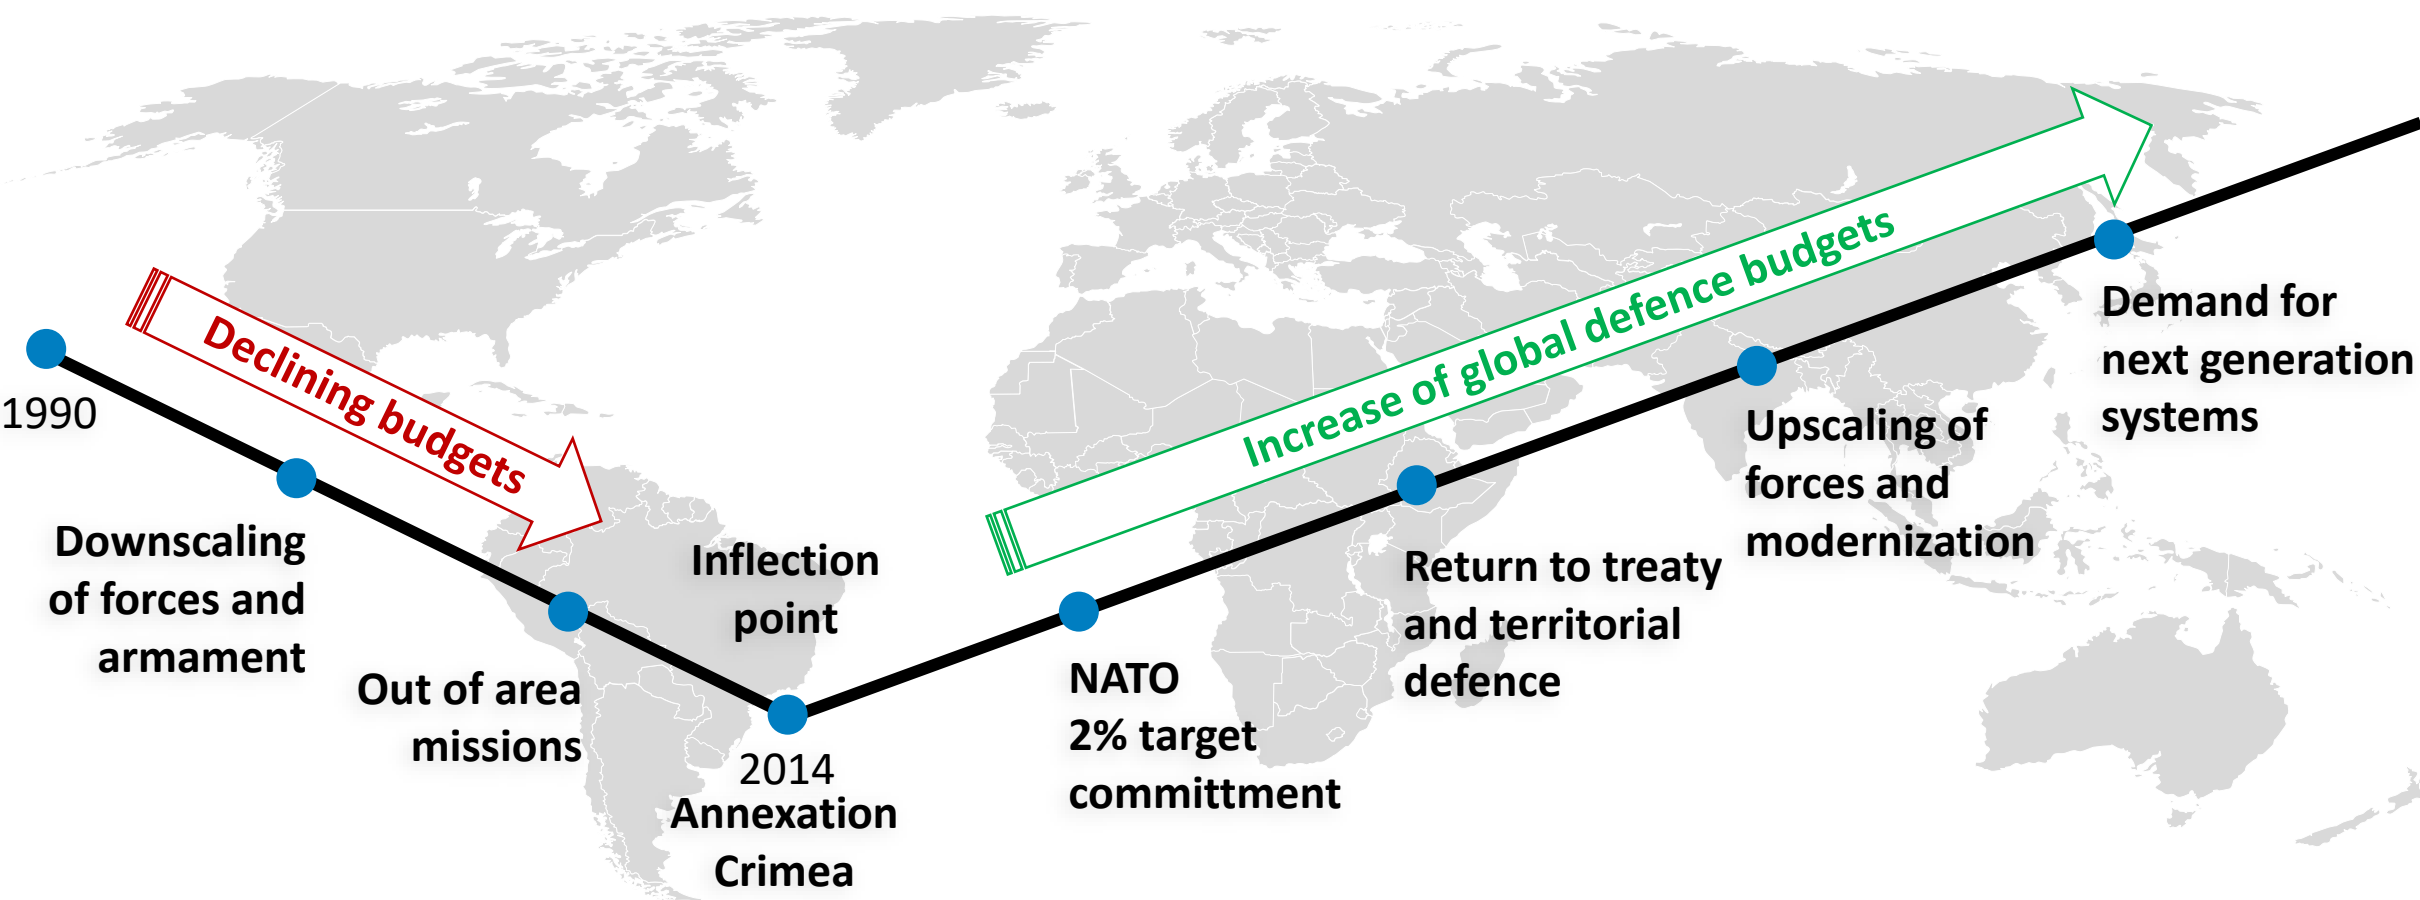 Declining budgets
Increase of global defence budgets
1990
Downscaling
of forces and
armament
Out of area
missions
Inflection
point
2014
Annexation
Crimea
NATO
2% target
committment
Return to treaty
and territorial
defence
Upscaling of
forces and
modernization
Demand for
next generation
systems